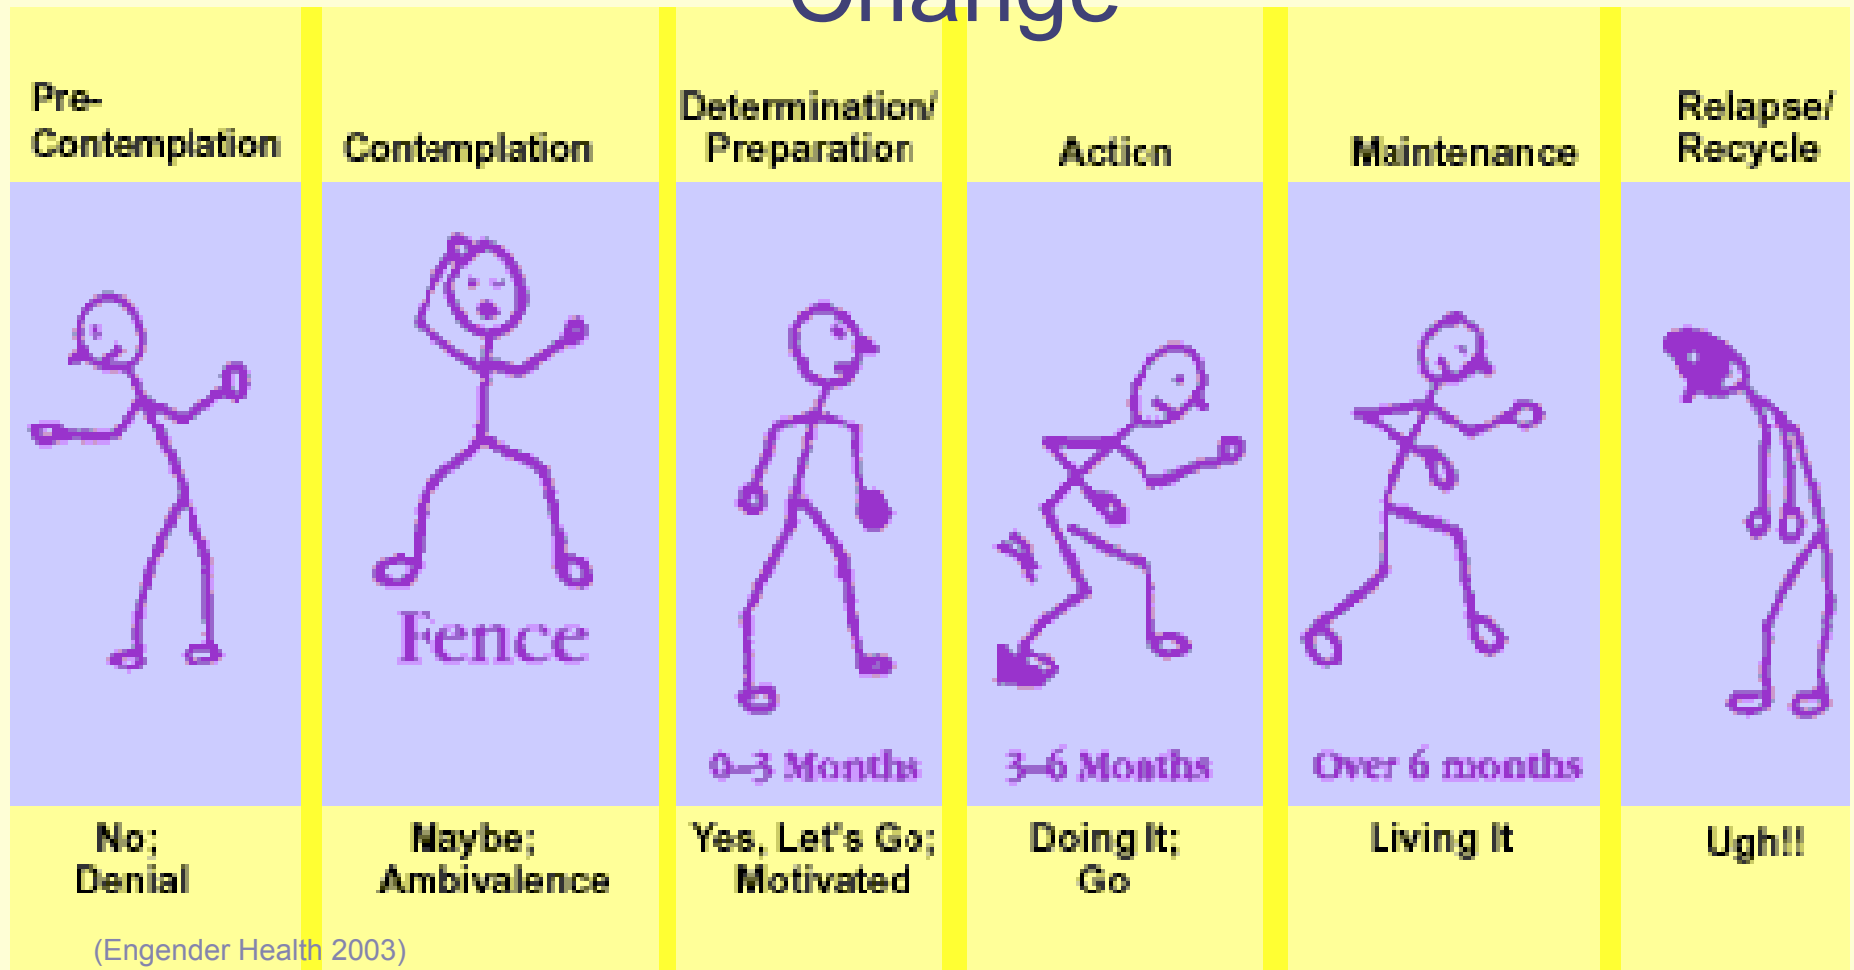 Change
Pre-
Contemplation
Contemplation
Determination/
Preparation
Action
Maintenance
Relapse/
Recycle
Fence
0–3 Months
3–6 Months
Over 6 months
No;
Denial
Maybe;
Ambivalence
Yes, Let's Go;
Motivated
Doing It;
Go
Living It
Ugh!!
(Engender Health 2003)